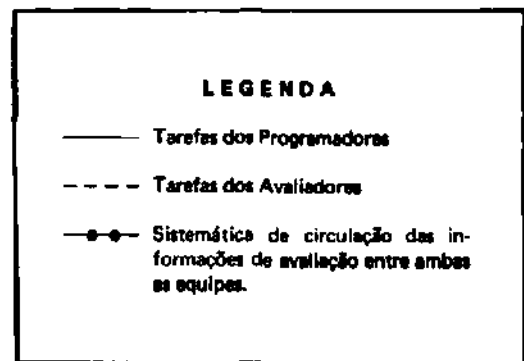 LEGENDA
Tarefas dos Programadores
Tarefas dos Avaliadores
Sistemática de circulação das in-
formações de avaliação entre ambas
as equipes.